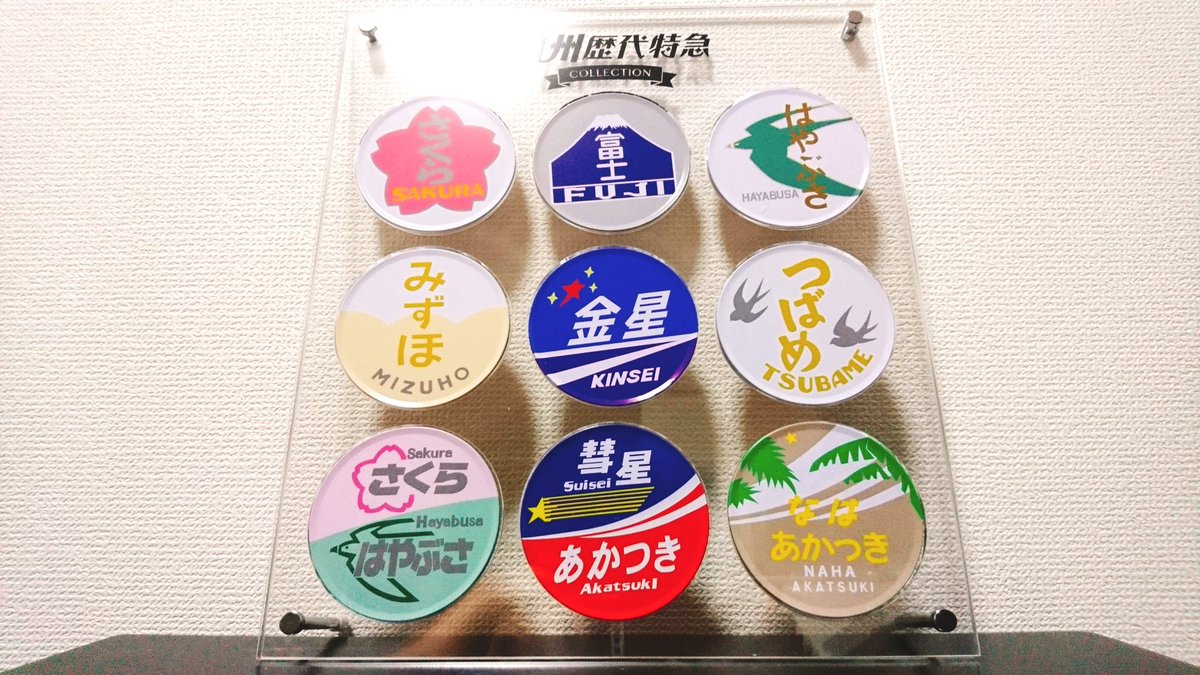 州歴代特急
COLLECTION
さくら
SAKURA
富士
FUJI
はやぶさ
HAYABUSA
みずほ
MIZUHO
金星
KINSEI
つばめ
TSUBAME
Sakura
さくら
Hayabusa
はやぶさ
彗星
Suisei
あかつき
Akatsuki
なは
あかつき
NAHA
AKATSUKI